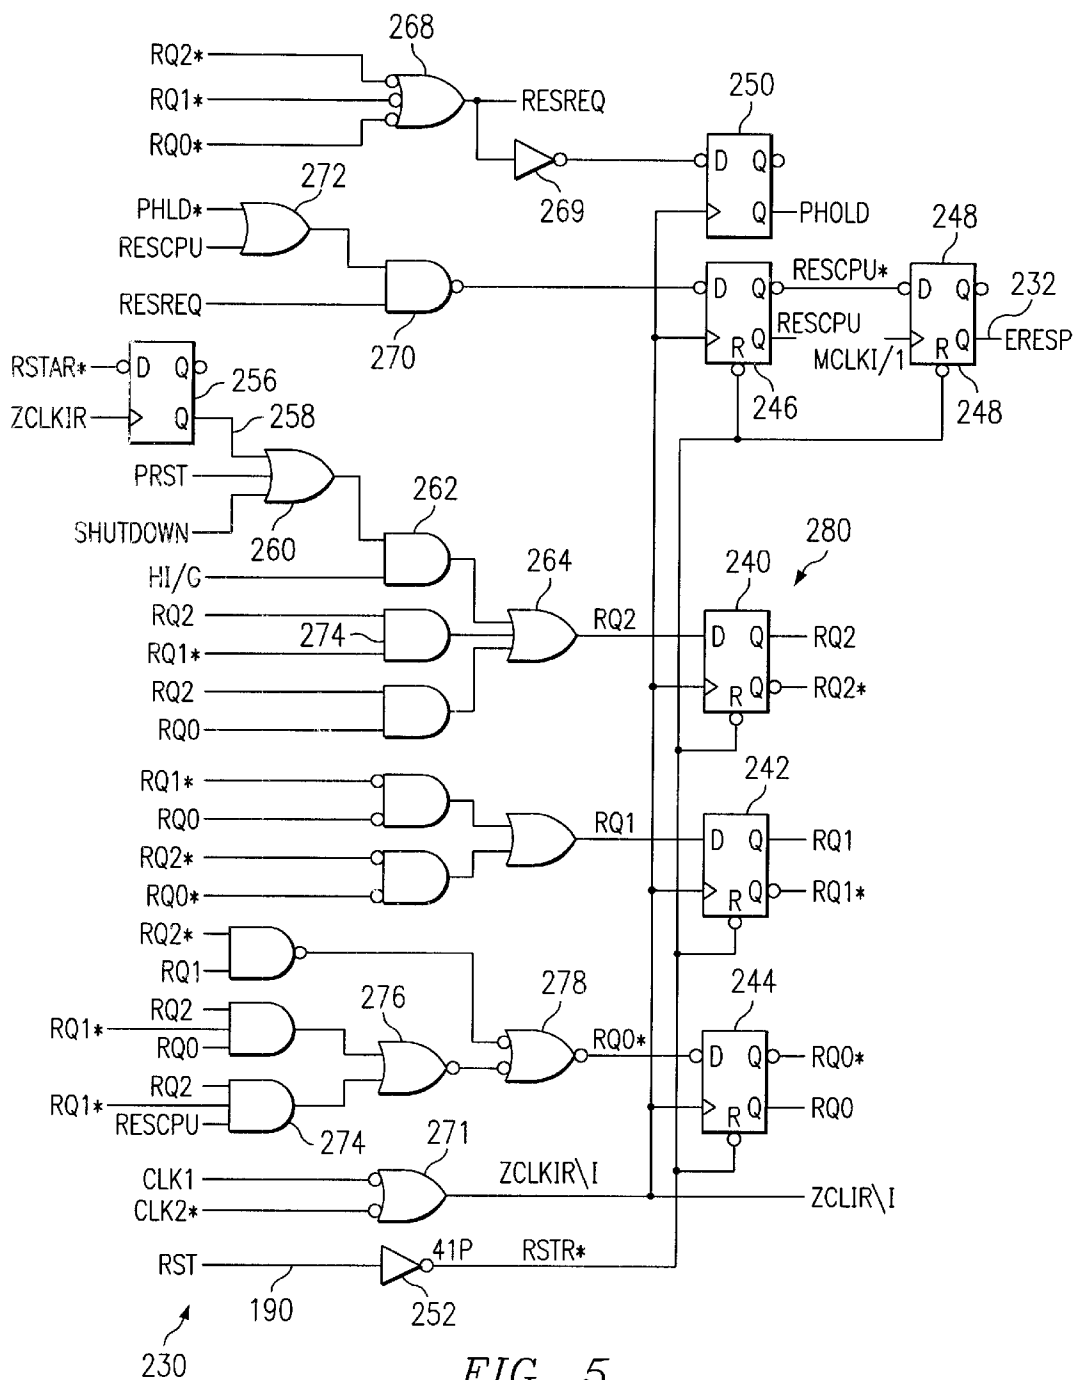 268
RQ2*
250
RQ1*
RESREQ
RQ0*
D Q
269
272
PHLD*
Q
PHOLD
248
RESCPU
RESCPU*
D Q
D Q
232
RESREQ
RESCPU
270
Q
Q
ERESP
RSTAR*
D Q
R
MCLKI/1
R
256
246
248
ZCLKIR
Q
258
PRST
262
SHUTDOWN
260
280
264
240
HI/G
RQ2
RQ2
D Q
RQ2
274
RQ1*
RQ2
Q
RQ2*
R
RQ0
RQ1*
242
RQ0
RQ1
D Q
RQ1
RQ2*
RQ0*
R Q
RQ1*
RQ2*
RQ1
244
276
278
RQ2
RQ1*
RQ0*
D Q
RQ0*
RQ0
RQ2
RQ1*
R Q
RQ0
RESCPU
274
271
CLK1
ZCLKIR\I
CLK2*
ZCLIR\I
RST
41P
RSTR*
190
252
230
FIG. 5